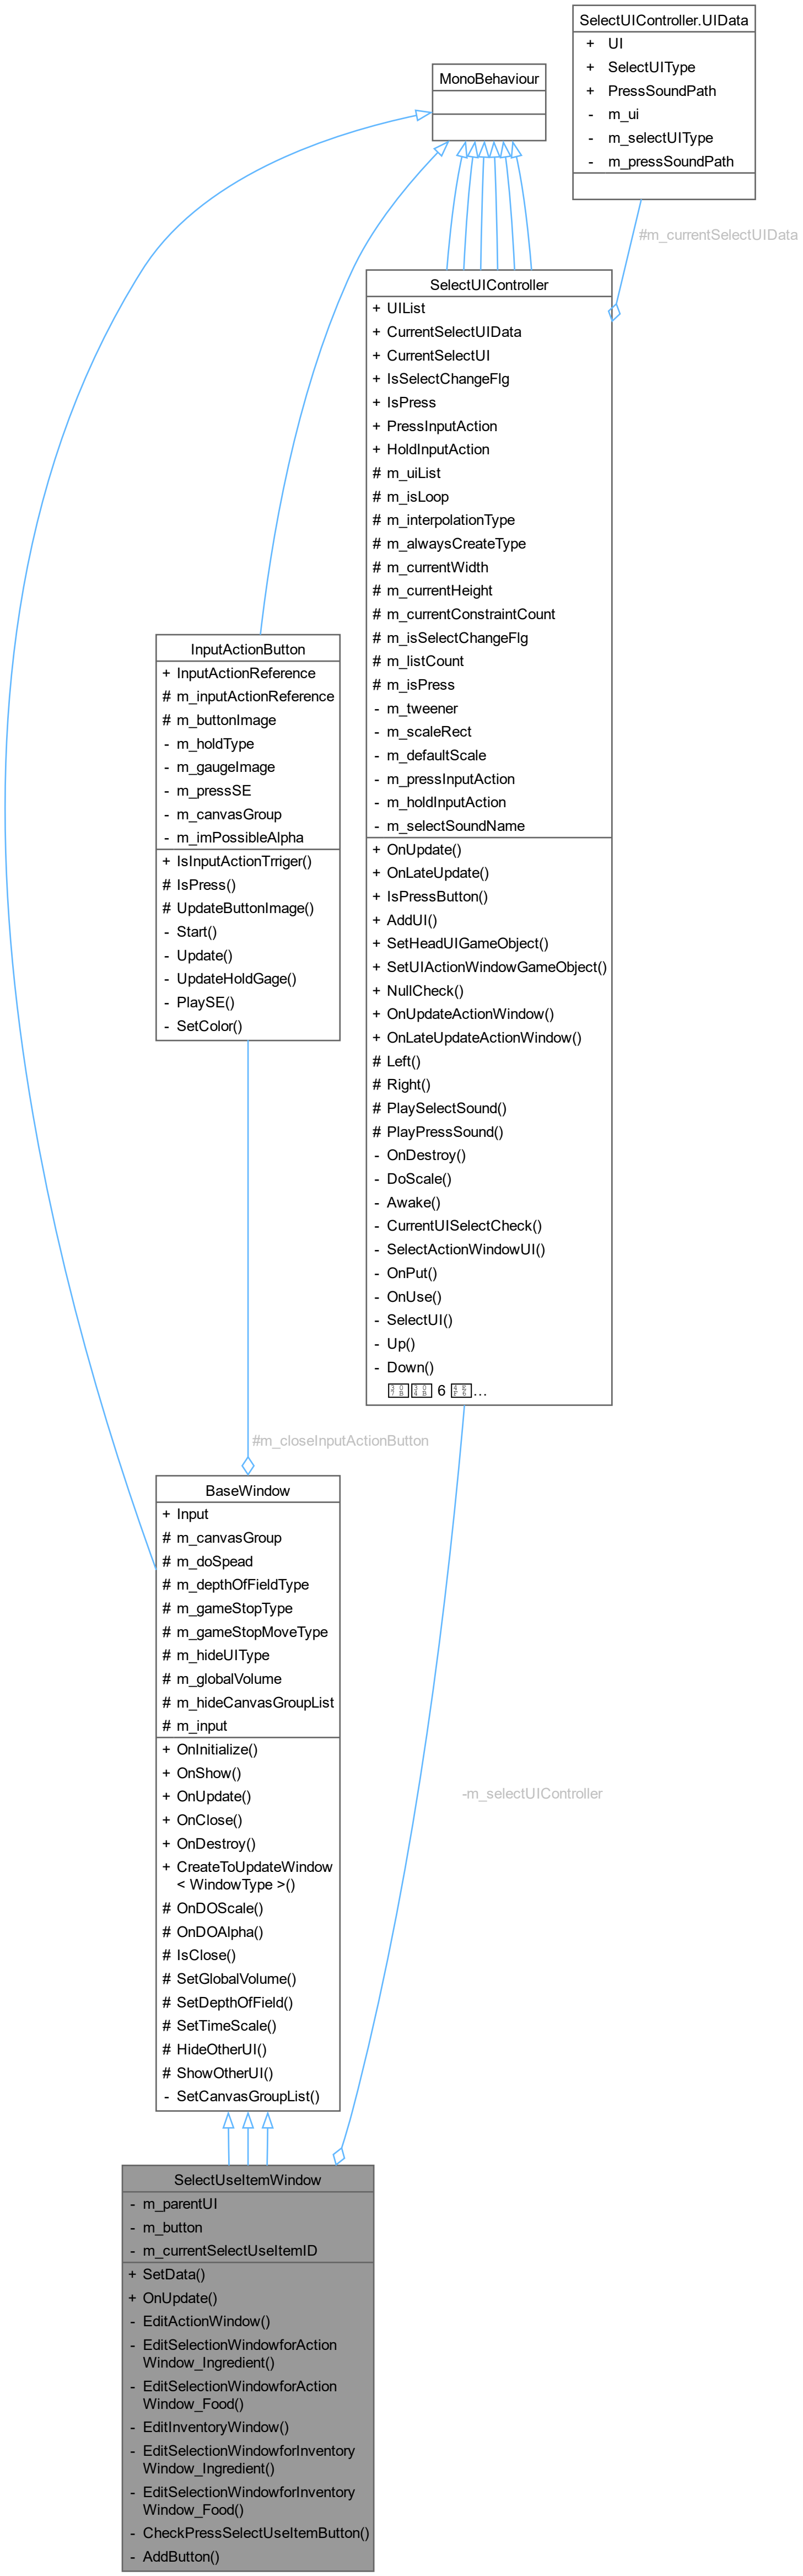 SelectUIController.UIData
+ UI
+ SelectUIType
+ PressSoundPath
- m_ui
- m_selectUIType
- m_pressSoundPath
MonoBehaviour
#m_currentSelectUIData
SelectUIController
+ UIList
+ CurrentSelectUIData
+ CurrentSelectUI
+ IsSelectChangeFlg
+ IsPress
+ PressInputAction
+ HoldInputAction
# m_uiList
# m_isLoop
# m_interpolationType
# m_alwaysCreateType
# m_currentWidth
# m_currentHeight
# m_currentConstraintCount
# m_isSelectChangeFlg
# m_listCount
# m_isPress
- m_tweener
- m_scaleRect
- m_defaultScale
- m_pressInputAction
- m_holdInputAction
- m_selectSoundName
+ OnUpdate()
+ OnLateUpdate()
+ IsPressButton()
+ AddUI()
+ SetHeadUIGameObject()
+ SetUIActionWindowGameObject()
+ NullCheck()
+ OnUpdateActionWindow()
+ OnLateUpdateActionWindow()
# Left()
# Right()
# PlaySelectSound()
# PlayPressSound()
- OnDestroy()
- DoScale()
- Awake()
- CurrentUISelectCheck()
- SelectActionWindowUI()
- OnPut()
- OnUse()
- SelectUI()
- Up()
- Down()
6 ...
InputActionButton
+ InputActionReference
# m_inputActionReference
# m_buttonImage
- m_holdType
- m_gaugeImage
- m_pressSE
- m_canvasGroup
- m_imPossibleAlpha
+ IsInputActionTrriger()
# IsPress()
# UpdateButtonImage()
- Start()
- Update()
- UpdateHoldGage()
- PlaySE()
- SetColor()
#m_closeInputActionButton
BaseWindow
+ Input
# m_canvasGroup
# m_doSpead
# m_depthOfFieldType
# m_gameStopType
# m_gameStopMoveType
# m_hideUIType
# m_globalVolume
# m_hideCanvasGroupList
# m_input
+ OnInitialize()
+ OnShow()
+ OnUpdate()
+ OnClose()
+ OnDestroy()
+ CreateToUpdateWindow
< WindowType >()
# OnDOScale()
# OnDOAlpha()
# IsClose()
# SetGlobalVolume()
# SetDepthOfField()
# SetTimeScale()
# HideOtherUI()
# ShowOtherUI()
- SetCanvasGroupList()
-m_selectUIController
SelectUseItemWindow
- m_parentUI
- m_button
- m_currentSelectUseItemID
+ SetData()
+ OnUpdate()
- EditActionWindow()
- EditSelectionWindowforAction
Window_Ingredient()
- EditSelectionWindowforAction
Window_Food()
- EditInventoryWindow()
- EditSelectionWindowforInventory
Window_Ingredient()
- EditSelectionWindowforInventory
Window_Food()
- CheckPressSelectUseItemButton()
- AddButton()